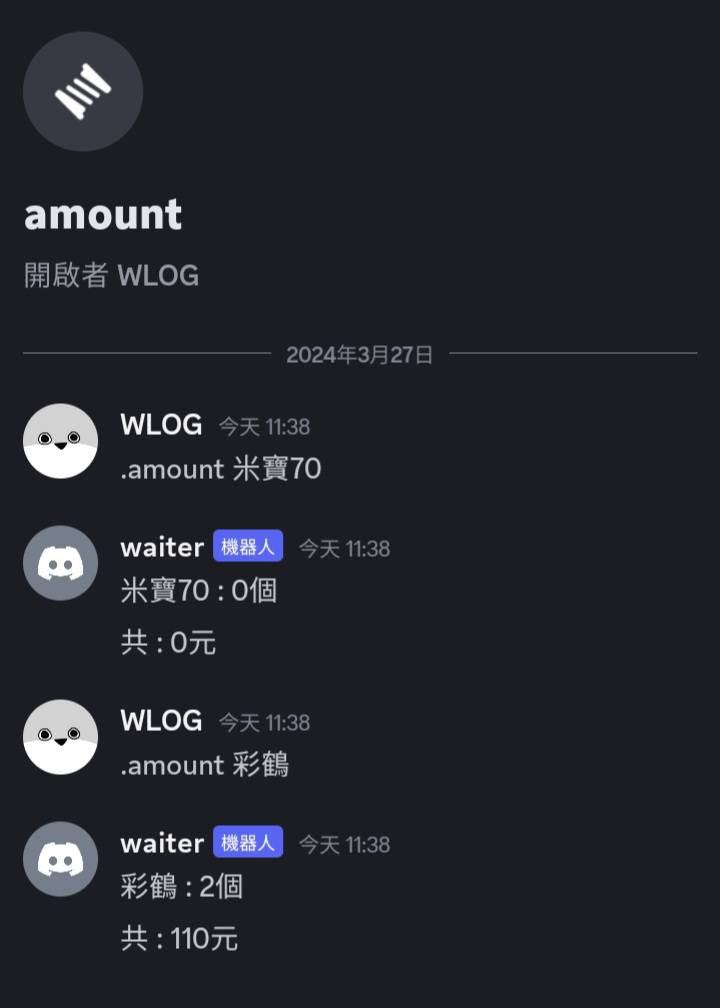 amount
開啟者 WLOG
2024年3月27日
WLOG 今天 11:38
.amount 米寶70
waiter 機器人 今天 11:38
米寶70 : 0個
共 : 0元
WLOG 今天 11:38
.amount 彩鶴
waiter 機器人 今天 11:38
彩鶴 : 2個
共 : 110元